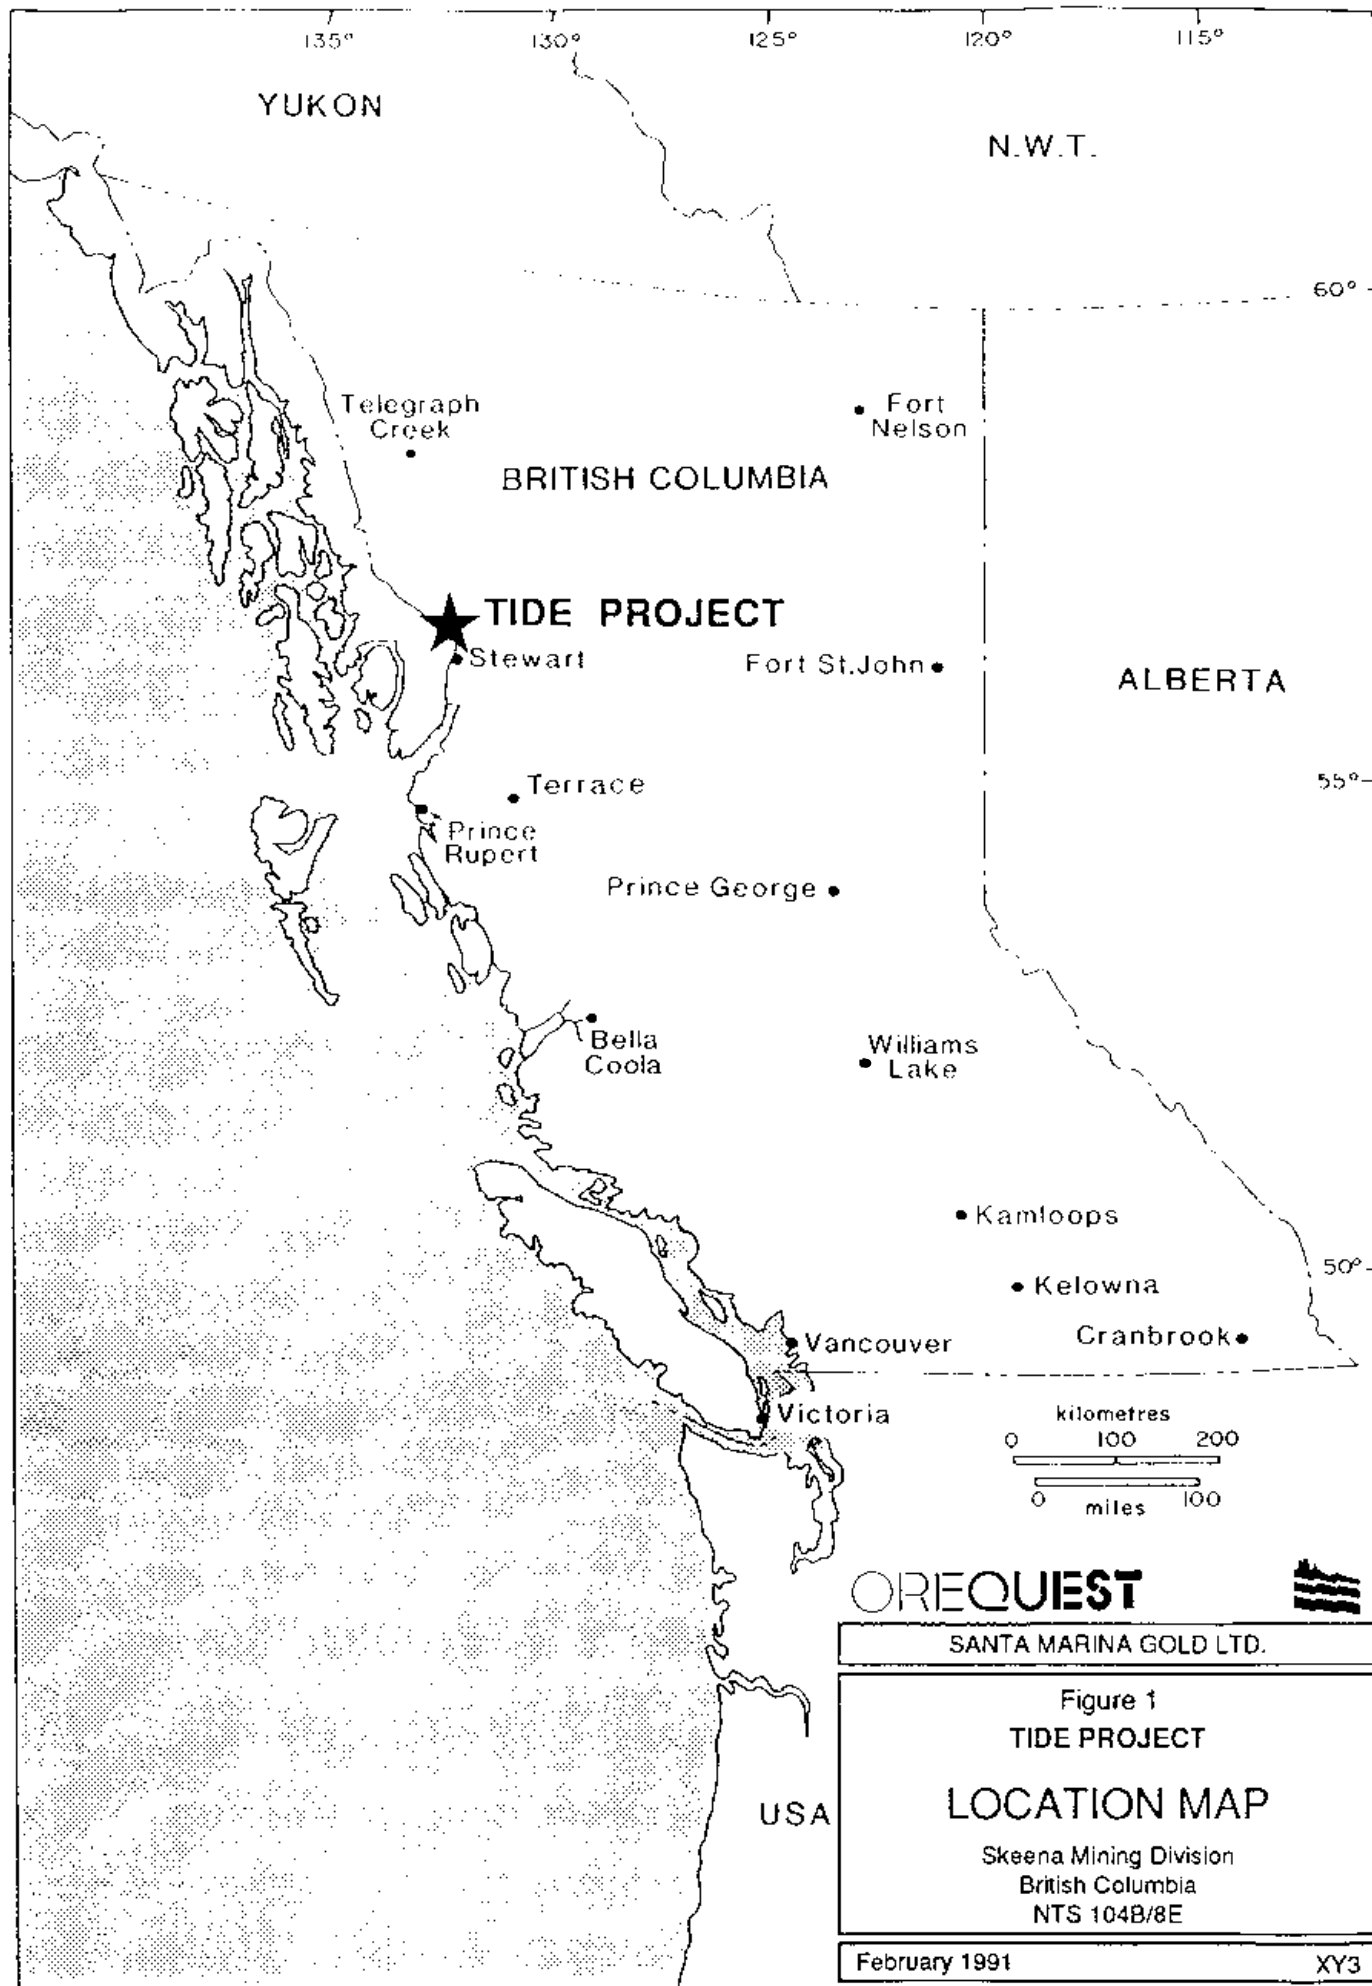 135° 130° 125° 120° 115°
YUKON
N.W.T.
60°
Telegraph
Creek
Fort
Nelson
BRITISH COLUMBIA
TIDE PROJECT
Stewart
Fort St.John
ALBERTA
55°
Terrace
Prince
Rupert
Prince George
Bella
Coola
Williams
Lake
Kamloops
50°
Kelowna
Cranbrook
Vancouver
Victoria
kilometres
0 100 200
0 100
miles
OREQUEST
SANTA MARINA GOLD LTD.
Figure 1
TIDE PROJECT
USA
LOCATION MAP
Skeena Mining Division
British Columbia
NTS 104B/8E
February 1991 XY3